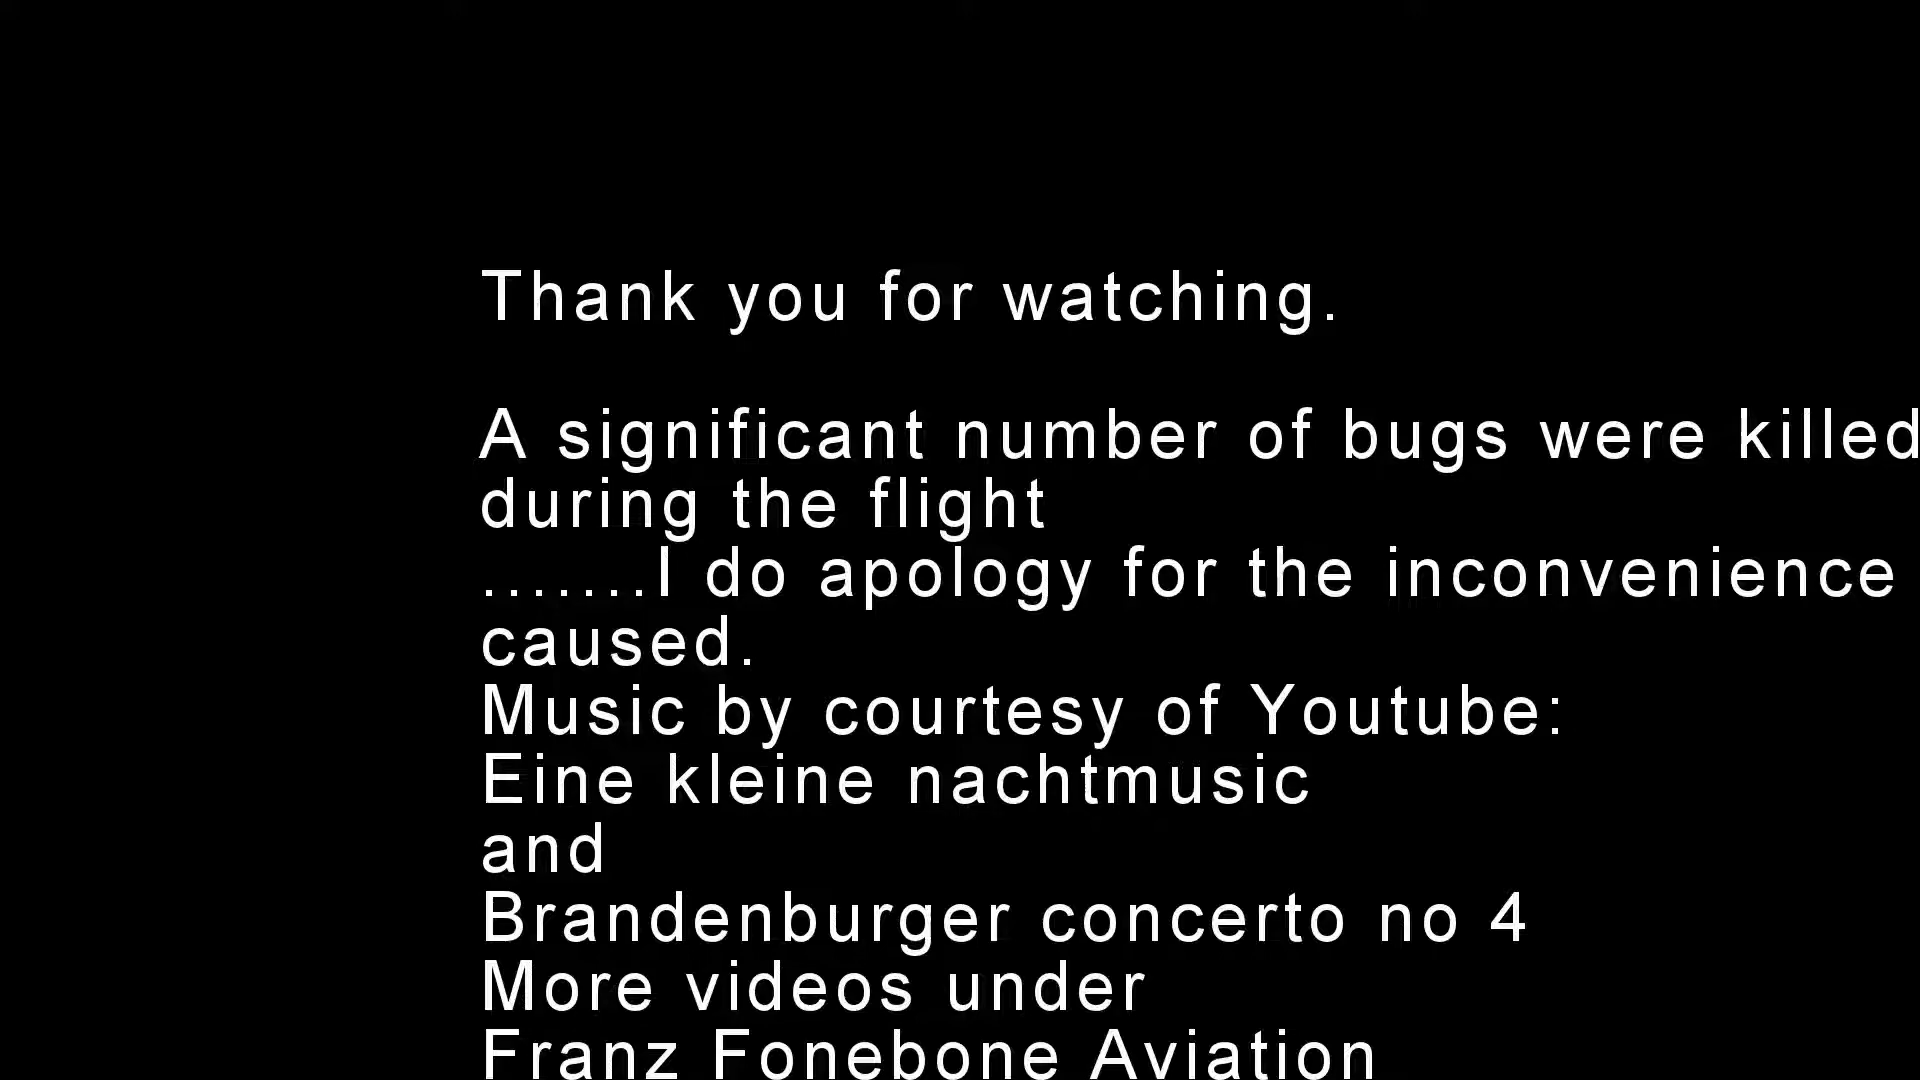 Thank you for watching.
A significant number of bugs were killed
during the flight
.......I do apology for the inconvenience
caused.
Music by courtesy of Youtube:
Eine kleine nachtmusic
and
Brandenburger concerto no 4
More videos under
Franz Fonebone Aviation